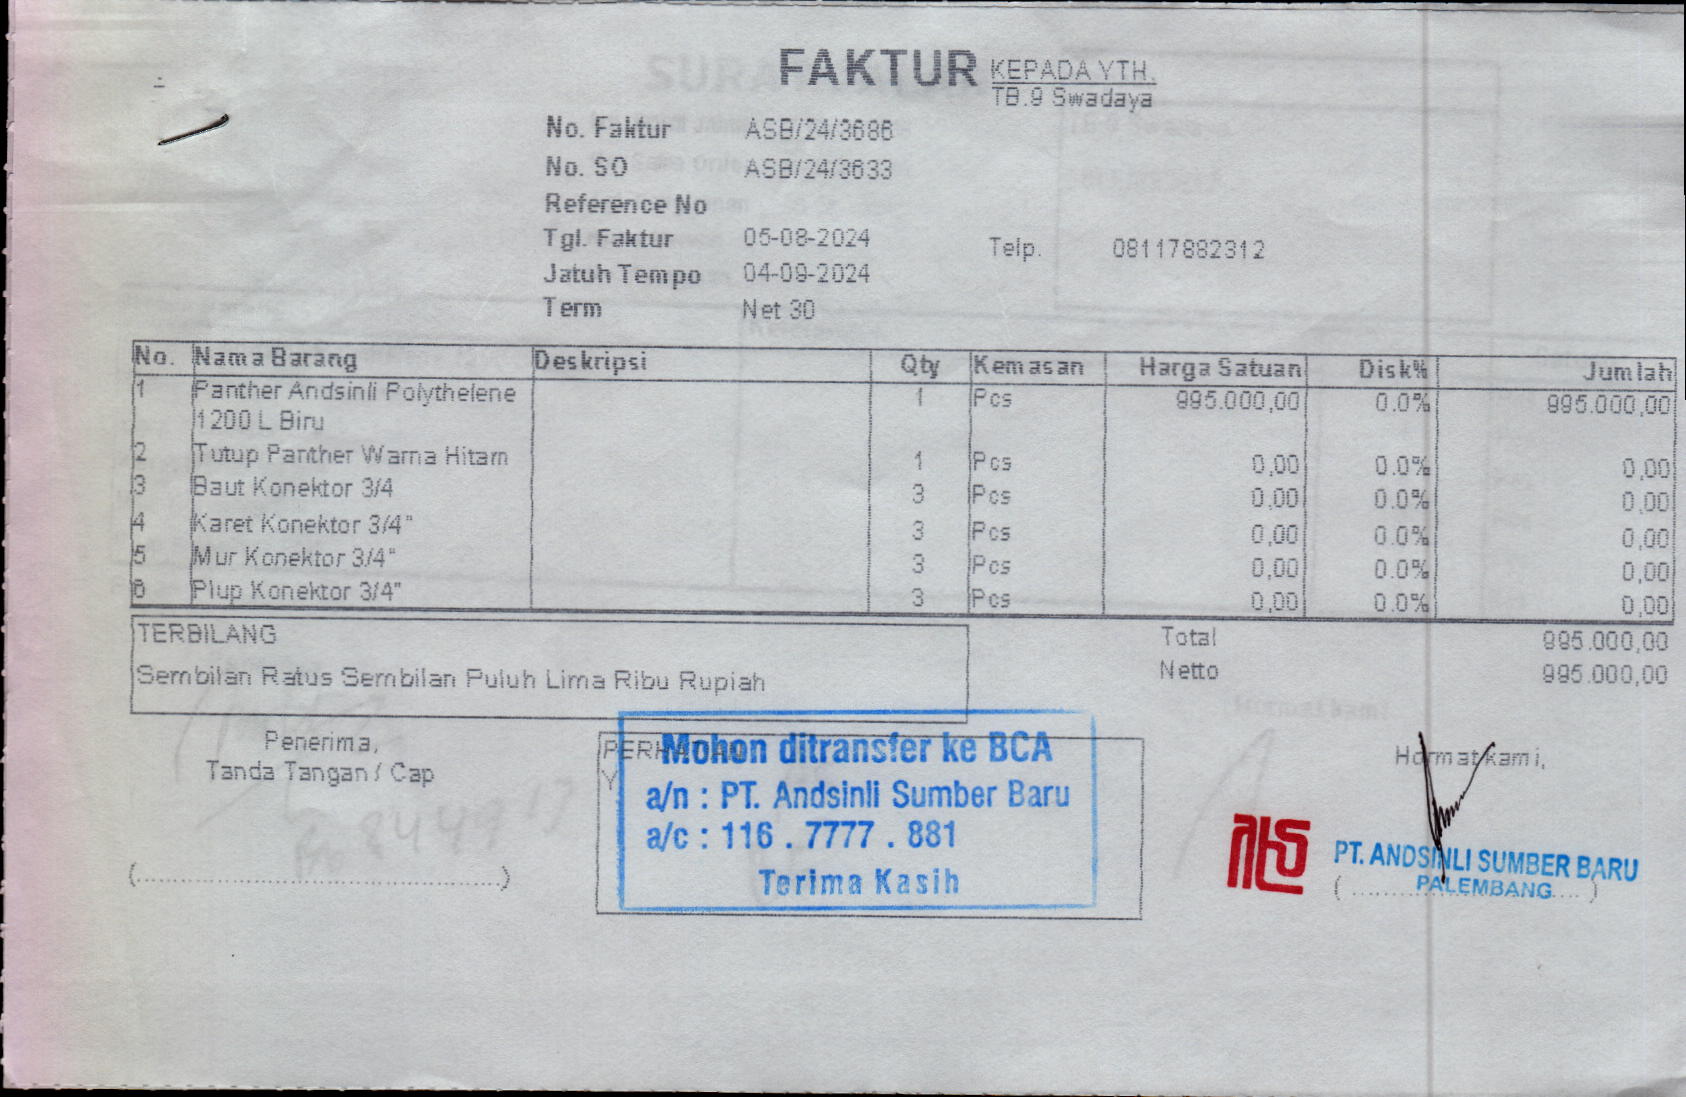 FAKTUR
KEPADA YTH.
TB.9 Swadaya
No. Faktur ASB/24/3686
No. SO ASB/24/3633
Reference No
Tgl. Faktur 05-08-2024
Telp. 08117882312
Jatuh Tempo 04-09-2024
Term Net 30
No. Nama Barang Deskripsi Qty Kemasan Harga Satuan Disk% Jumlah
1 Panther Andsinli Polythelene 1 Pcs 995.000,00 0.0% 995.000,00
1200 L Biru
2 Tutup Panther Warna Hitam 1 Pcs 0,00 0.0% 0,00
3 Baut Konektor 3/4 3 Pcs 0,00 0.0% 0,00
4 Karet Konektor 3/4" 3 Pcs 0,00 0.0% 0,00
5 Mur Konektor 3/4" 3 Pcs 0,00 0.0% 0,00
6 Plup Konektor 3/4" 3 Pcs 0,00 0.0% 0,00
TERBILANG
Sembilan Ratus Sembilan Puluh Lima Ribu Rupiah
Total 995.000,00
Netto 995.000,00
Penerima,
Tanda Tangan / Cap
Mohon ditransfer ke BCA
a/n : PT. Andsinli Sumber Baru
a/c : 116 . 7777 . 881
Terima Kasih
Hormat kami,
PT. ANDSINLI SUMBER BARU
PALEMBANG